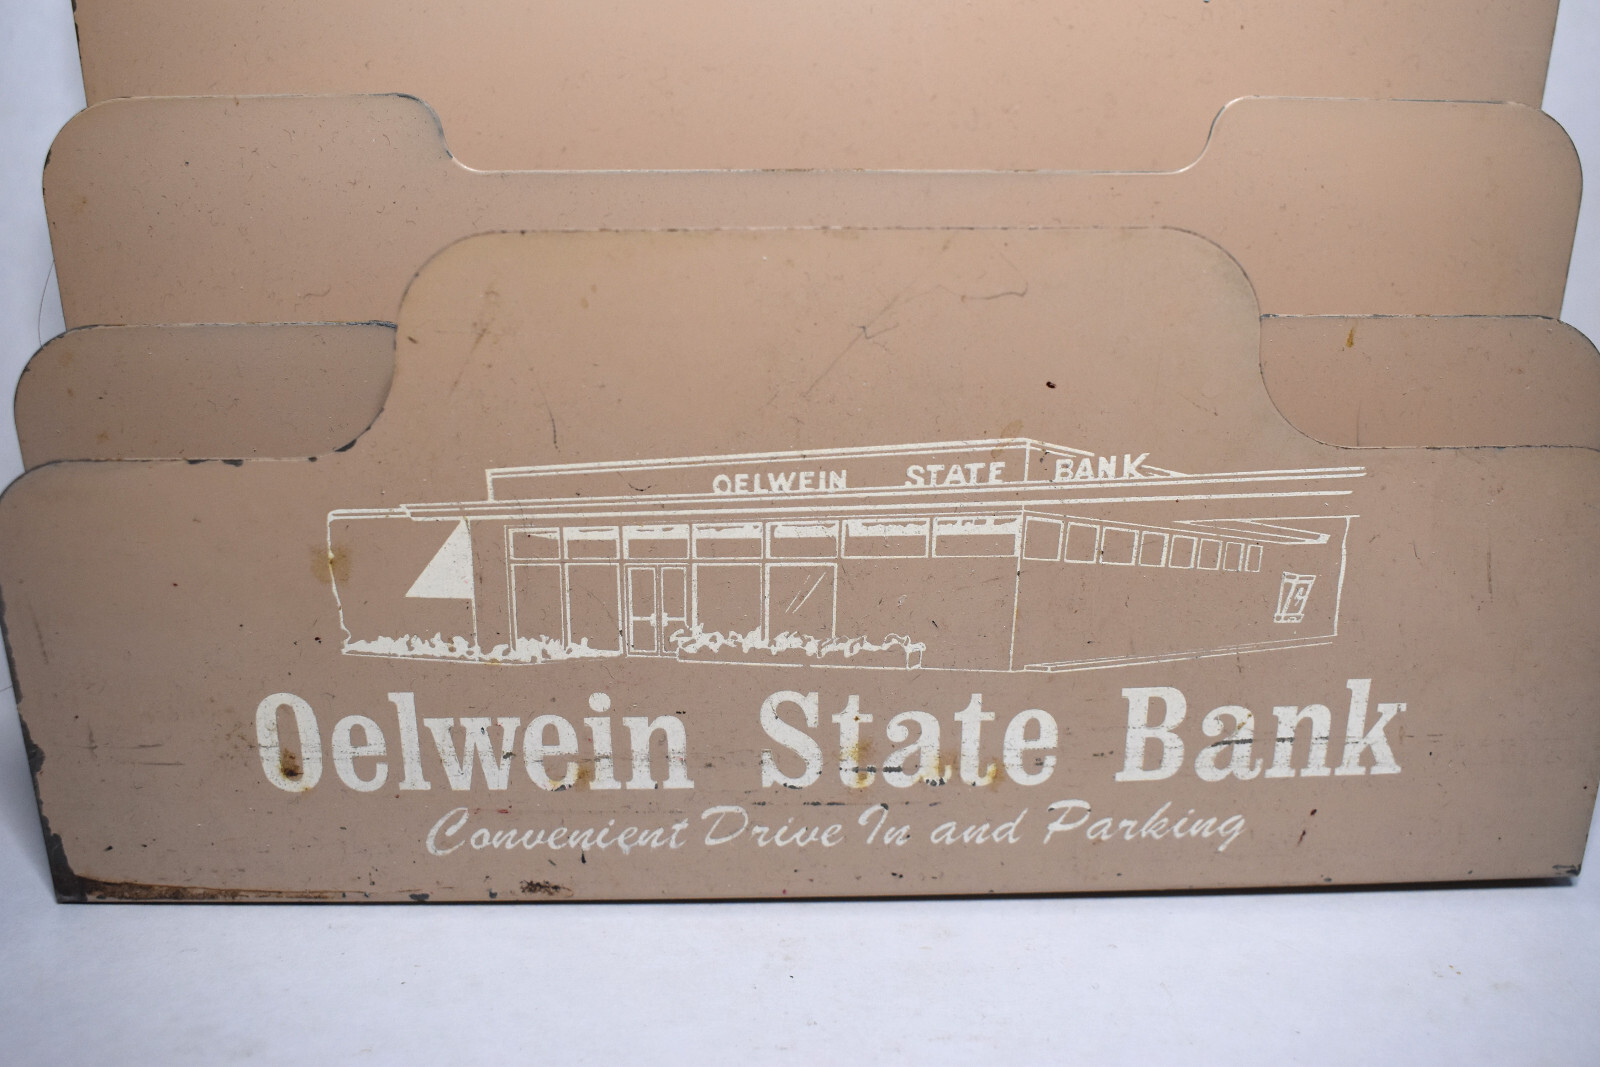 OELWEIN STATE BANK
Oelwein State Bank
Convenient Drive In and Parking